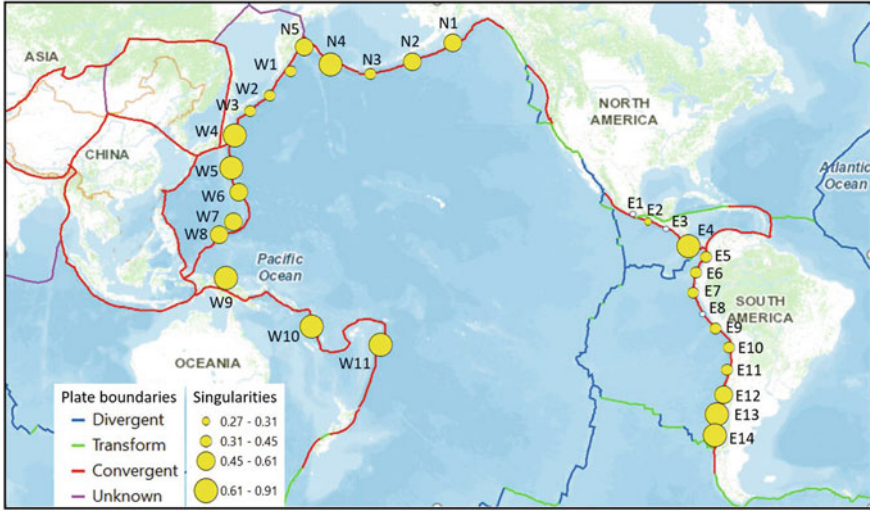 ASIA
CHINA
NORTH
AMERICA
Atlantic
Ocean
Pacific
Ocean
SOUTH
AMERICA
OCEANIA
N5
N4
N3
N2
N1
W1
W2
W3
W4
W5
W6
W7
W8
W9
W10
W11
E1
E2
E3
E4
E5
E6
E7
E8
E9
E10
E11
E12
E13
E14
Plate boundaries
Divergent
Transform
Convergent
Unknown
Singularities
0.27 - 0.31
0.31 - 0.45
0.45 - 0.61
0.61 - 0.91